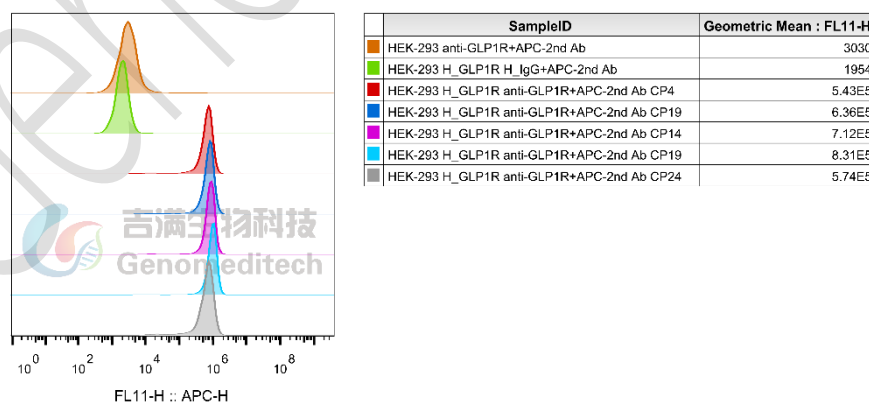 SampleID Geometric Mean : FL11-H
HEK-293 anti-GLP1R+APC-2nd Ab 3030
HEK-293 H_GLP1R H_IgG+APC-2nd Ab 1954
HEK-293 H_GLP1R anti-GLP1R+APC-2nd Ab CP4 5.43E5
HEK-293 H_GLP1R anti-GLP1R+APC-2nd Ab CP19 6.36E5
HEK-293 H_GLP1R anti-GLP1R+APC-2nd Ab CP14 7.12E5
HEK-293 H_GLP1R anti-GLP1R+APC-2nd Ab CP19 8.31E5
HEK-293 H_GLP1R anti-GLP1R+APC-2nd Ab CP24 5.74E5
吉满生物科技
Genomeditech
10^0 10^2 10^4 10^6 10^8
FL11-H :: APC-H